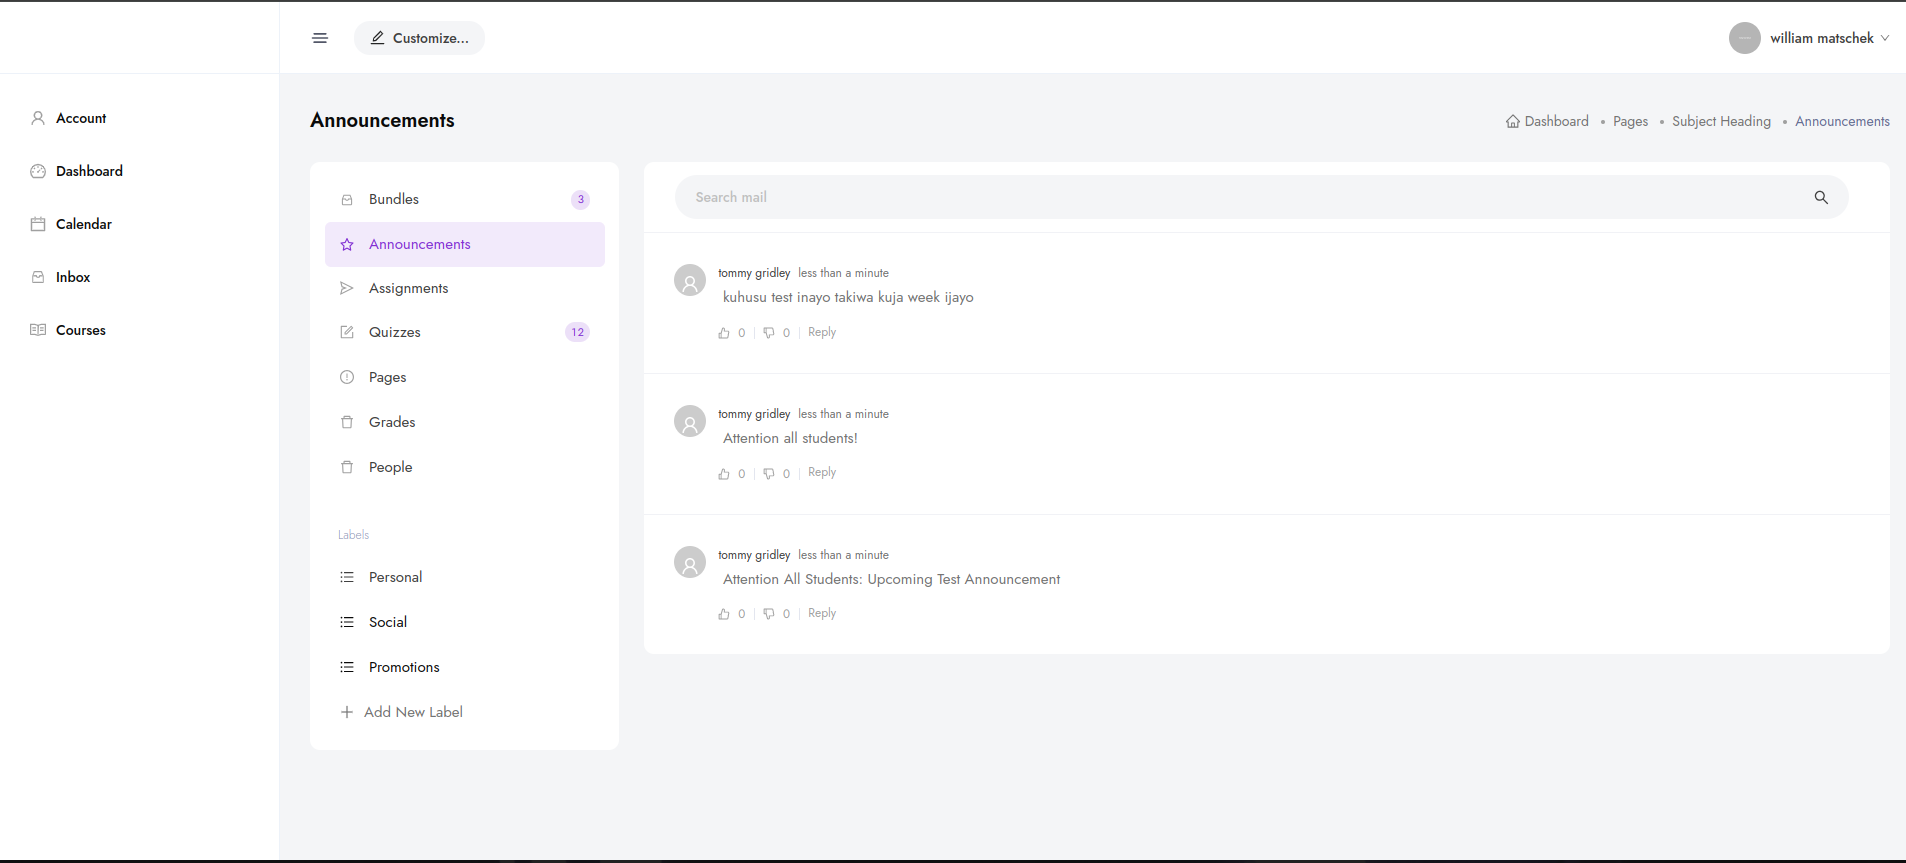 Customize...
william matschek
Account
Dashboard
Calendar
Inbox
Courses
Announcements
Dashboard • Pages • Subject Heading • Announcements
Bundles 3
Announcements
Assignments
Quizzes 12
Pages
Grades
People
Labels
Personal
Social
Promotions
Add New Label
Search mail
tommy gridley less than a minute
kuhusu test inayo takiwa kuja week ijayo
0 0 Reply
tommy gridley less than a minute
Attention all students!
0 0 Reply
tommy gridley less than a minute
Attention All Students: Upcoming Test Announcement
0 0 Reply